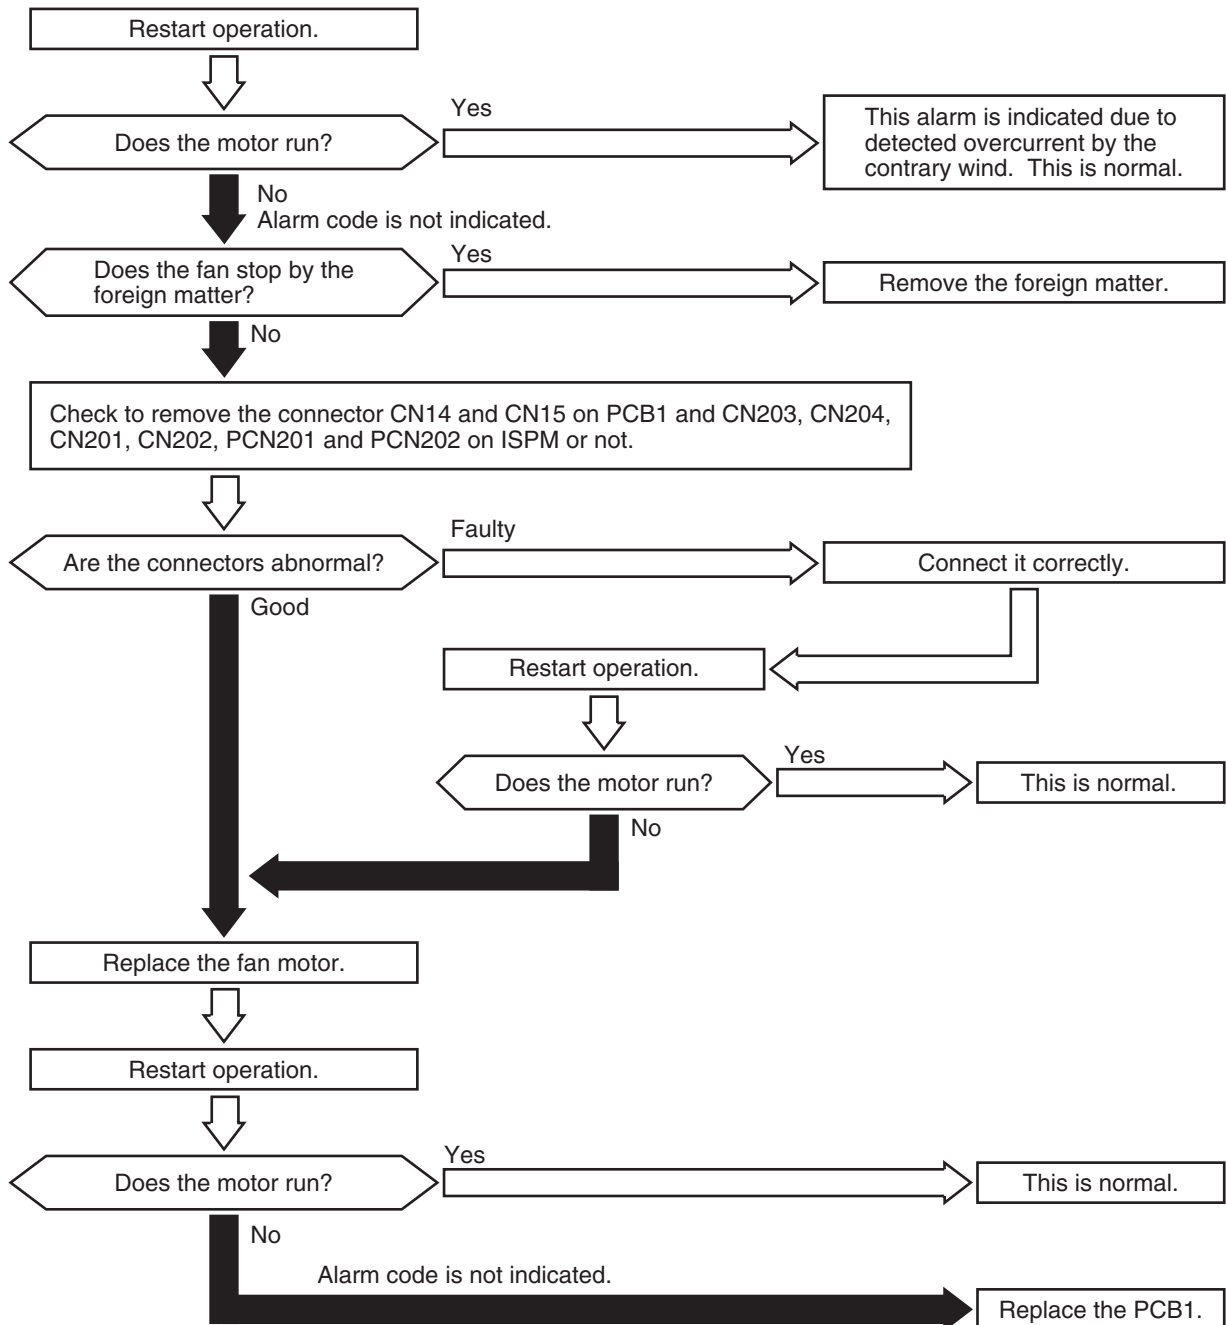 Restart operation.
Does the motor run?
Yes
This alarm is indicated due to
detected overcurrent by the
contrary wind.  This is normal.
No
Alarm code is not indicated.
Does the fan stop by the
foreign matter?
Yes
Remove the foreign matter.
No
Check to remove the connector CN14 and CN15 on PCB1 and CN203, CN204,
CN201, CN202, PCN201 and PCN202 on ISPM or not.
Are the connectors abnormal?
Faulty
Connect it correctly.
Good
Restart operation.
Does the motor run?
Yes
This is normal.
No
Replace the fan motor.
Restart operation.
Does the motor run?
Yes
This is normal.
No
Alarm code is not indicated.
Replace the PCB1.